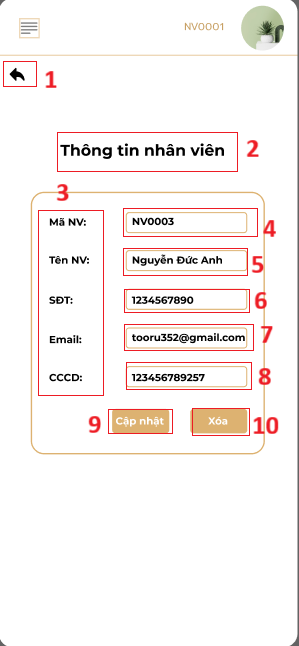 NV0001
1
Thông tin nhân viên 2
3
Mã NV: NV0003 4
Tên NV: Nguyễn Đức Anh 5
SĐT: 1234567890 6
Email: tooru352@gmail.com 7
CCCD: 123456789257 8
9 Cập nhật Xóa 10